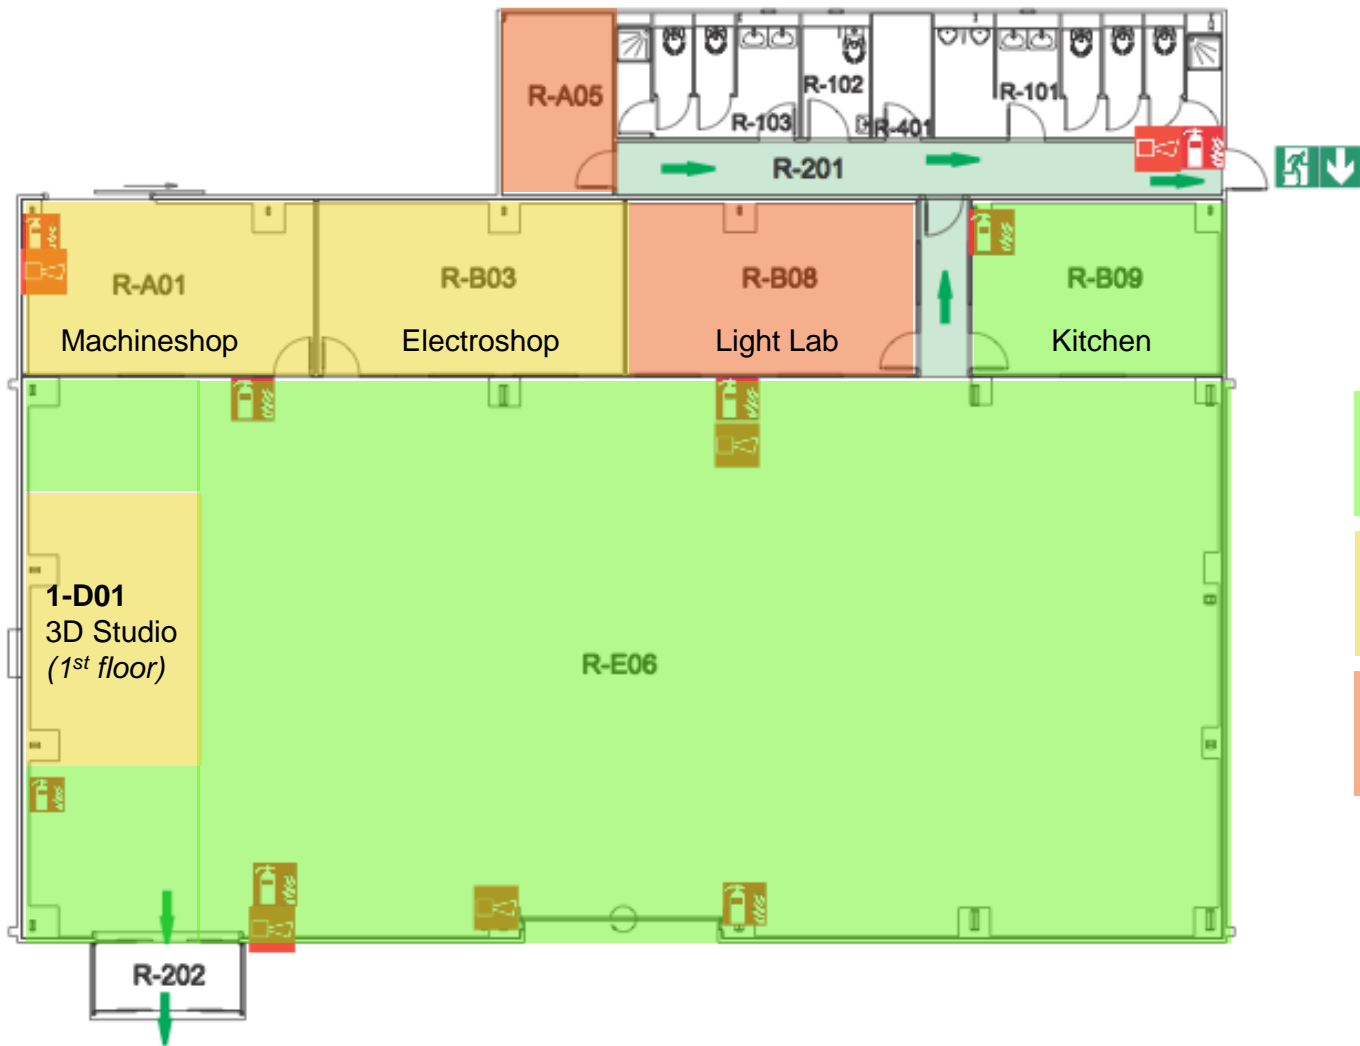 R-A05
R-103
R-102
R-401
R-101
R-201
R-A01
Machineshop
R-B03
Electroshop
R-B08
Light Lab
R-B09
Kitchen
1-D01
3D Studio
(1st floor)
R-E06
R-202